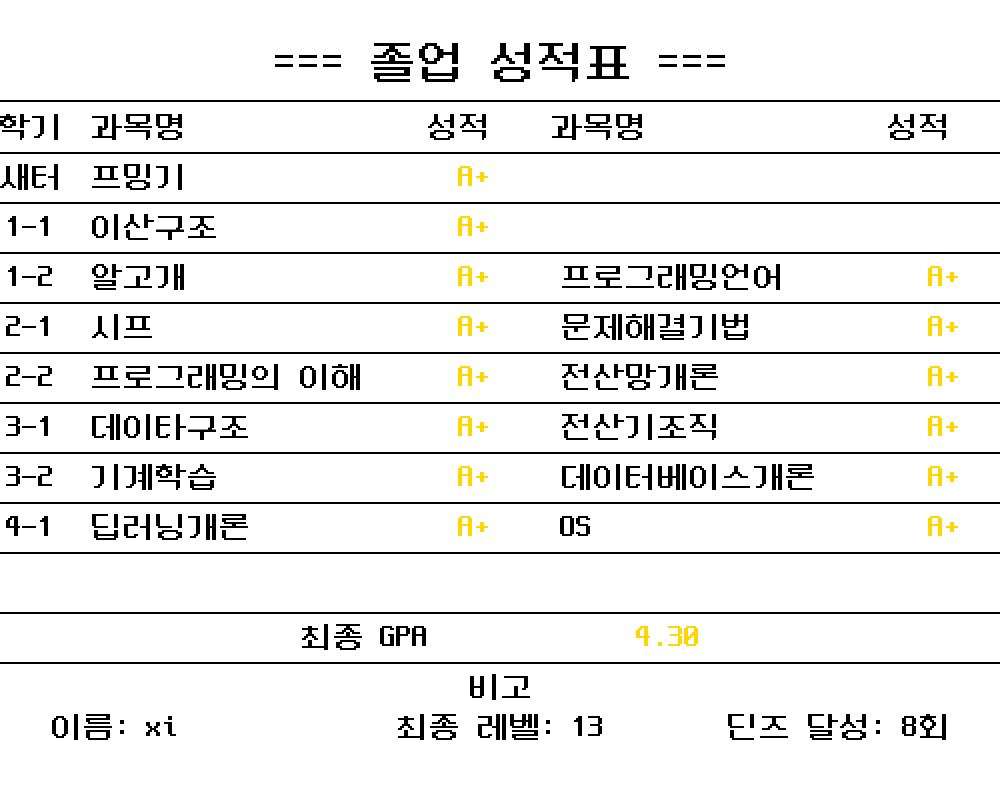 === 졸업 성적표 ===
학기 과목명 성적 과목명 성적
새터 프밍기 A+
1-1 이산구조 A+
1-2 알고개 A+ 프로그래밍언어 A+
2-1 시프 A+ 문제해결기법 A+
2-2 프로그래밍의 이해 A+ 전산망개론 A+
3-1 데이타구조 A+ 전산기조직 A+
3-2 기계학습 A+ 데이터베이스개론 A+
4-1 딥러닝개론 A+ OS A+
최종 GPA 4.30
비고
이름: xi 최종 레벨: 13 딘즈 달성: 8회